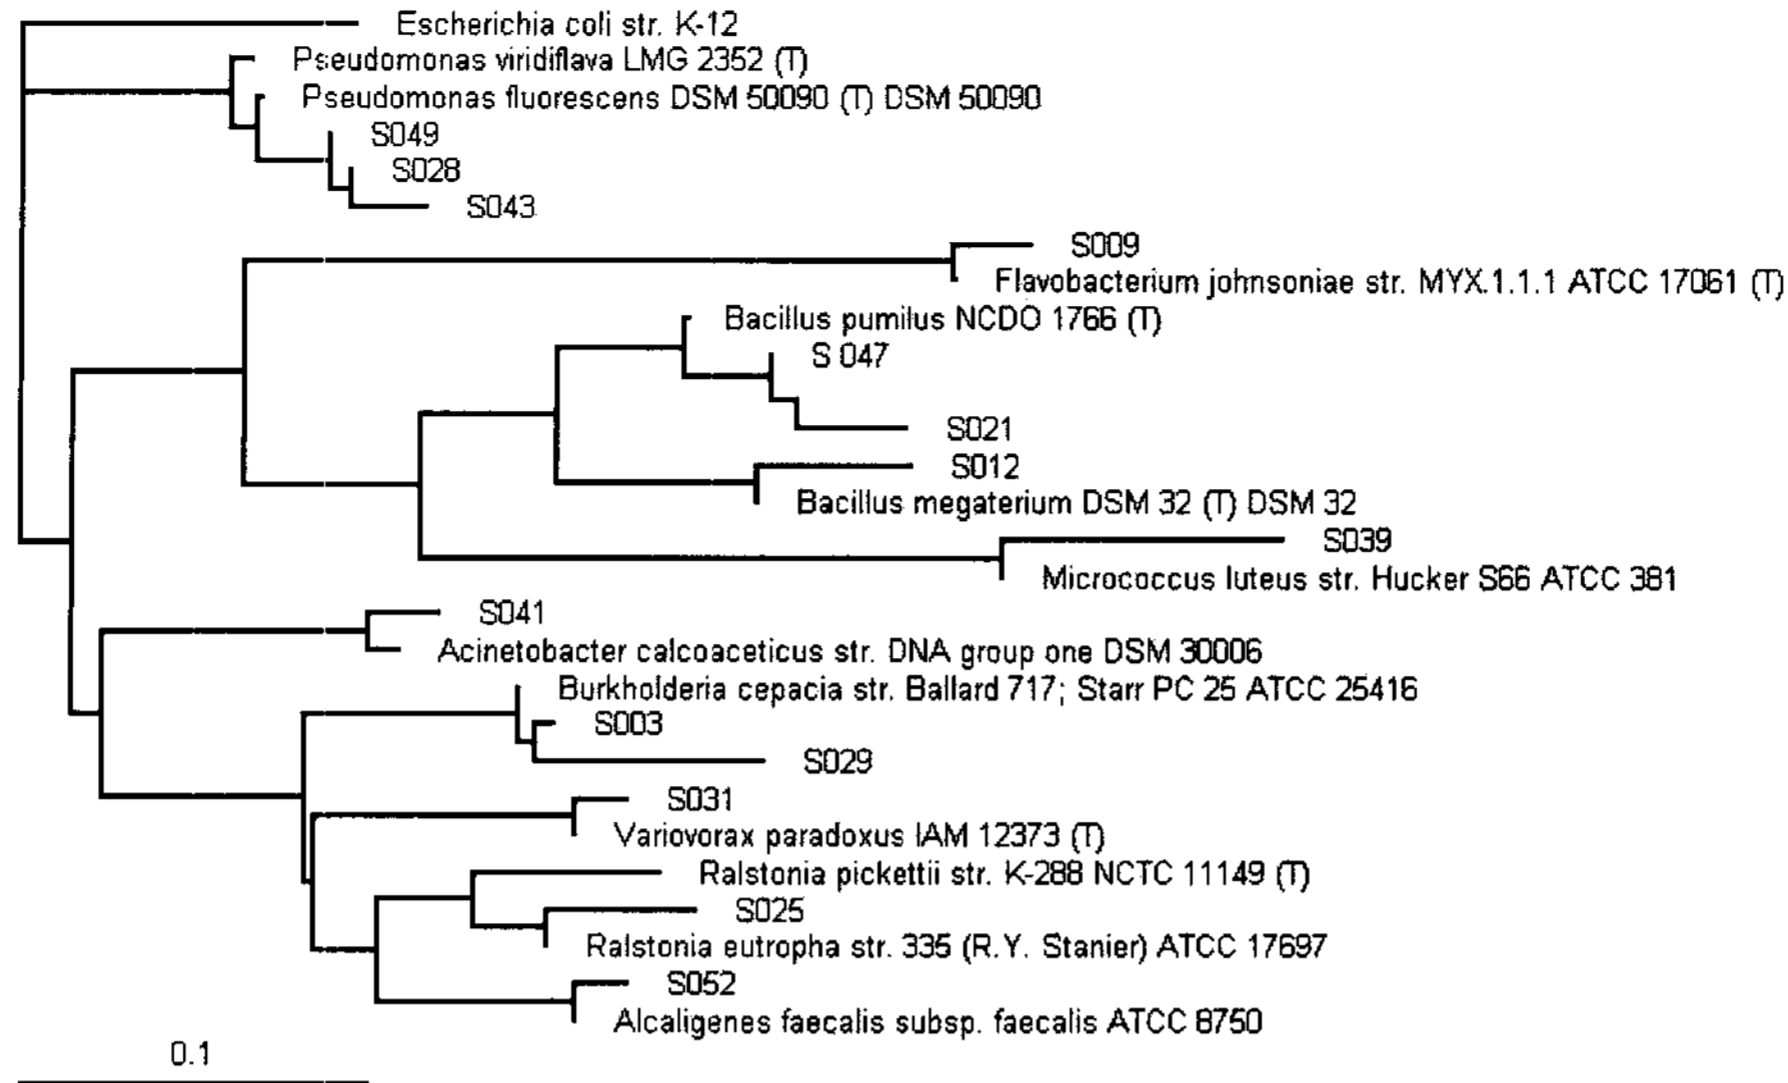 Escherichia coli str. K-12
Pseudomonas viridiflava LMG 2352 (T)
Pseudomonas fluorescens DSM 50090 (T) DSM 50090
S049
S028
S043
S009
Flavobacterium johnsoniae str. MYX.1.1.1 ATCC 17061 (T)
Bacillus pumilus NCDO 1766 (T)
S 047
S021
S012
Bacillus megaterium DSM 32 (T) DSM 32
S039
Micrococcus luteus str. Hucker S66 ATCC 381
S041
Acinetobacter calcoaceticus str. DNA group one DSM 30006
Burkholderia cepacia str. Ballard 717; Starr PC 25 ATCC 25416
S003
S029
S031
Variovorax paradoxus IAM 12373 (T)
Ralstonia pickettii str. K-288 NCTC 11149 (T)
S025
Ralstonia eutropha str. 335 (R.Y. Stanier) ATCC 17697
S052
Alcaligenes faecalis subsp. faecalis ATCC 8750
0.1